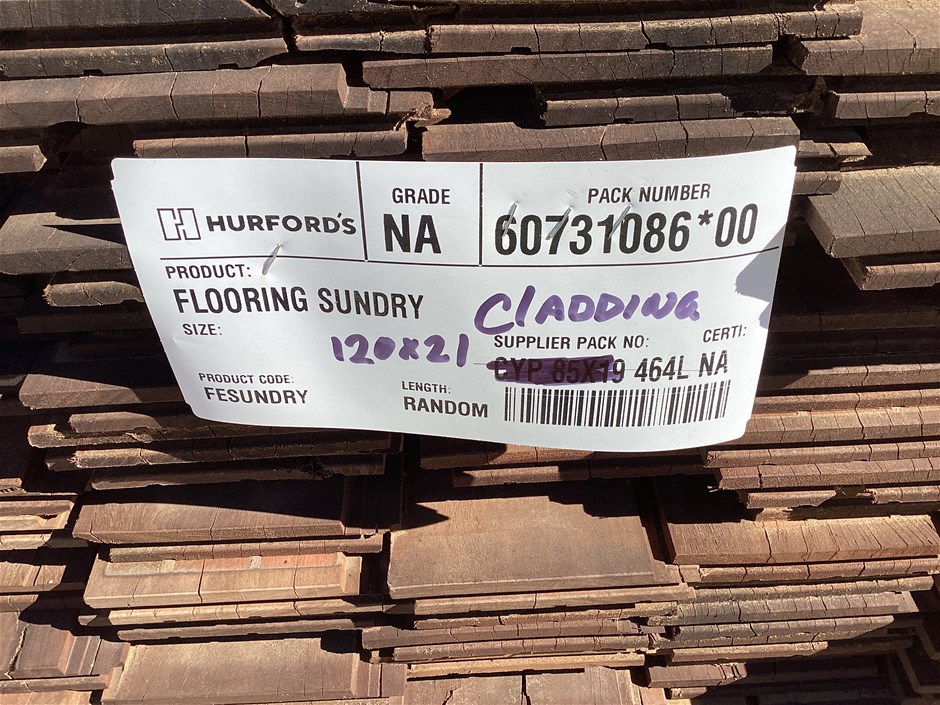 HURFORD'S
GRADE
NA
PACK NUMBER
60731086*00
PRODUCT:
FLOORING SUNDRY
ClADDING
SIZE:
120x21
SUPPLIER PACK NO:
CERTI:
CYP 85X19 464L NA
PRODUCT CODE:
FESUNDRY
LENGTH:
RANDOM